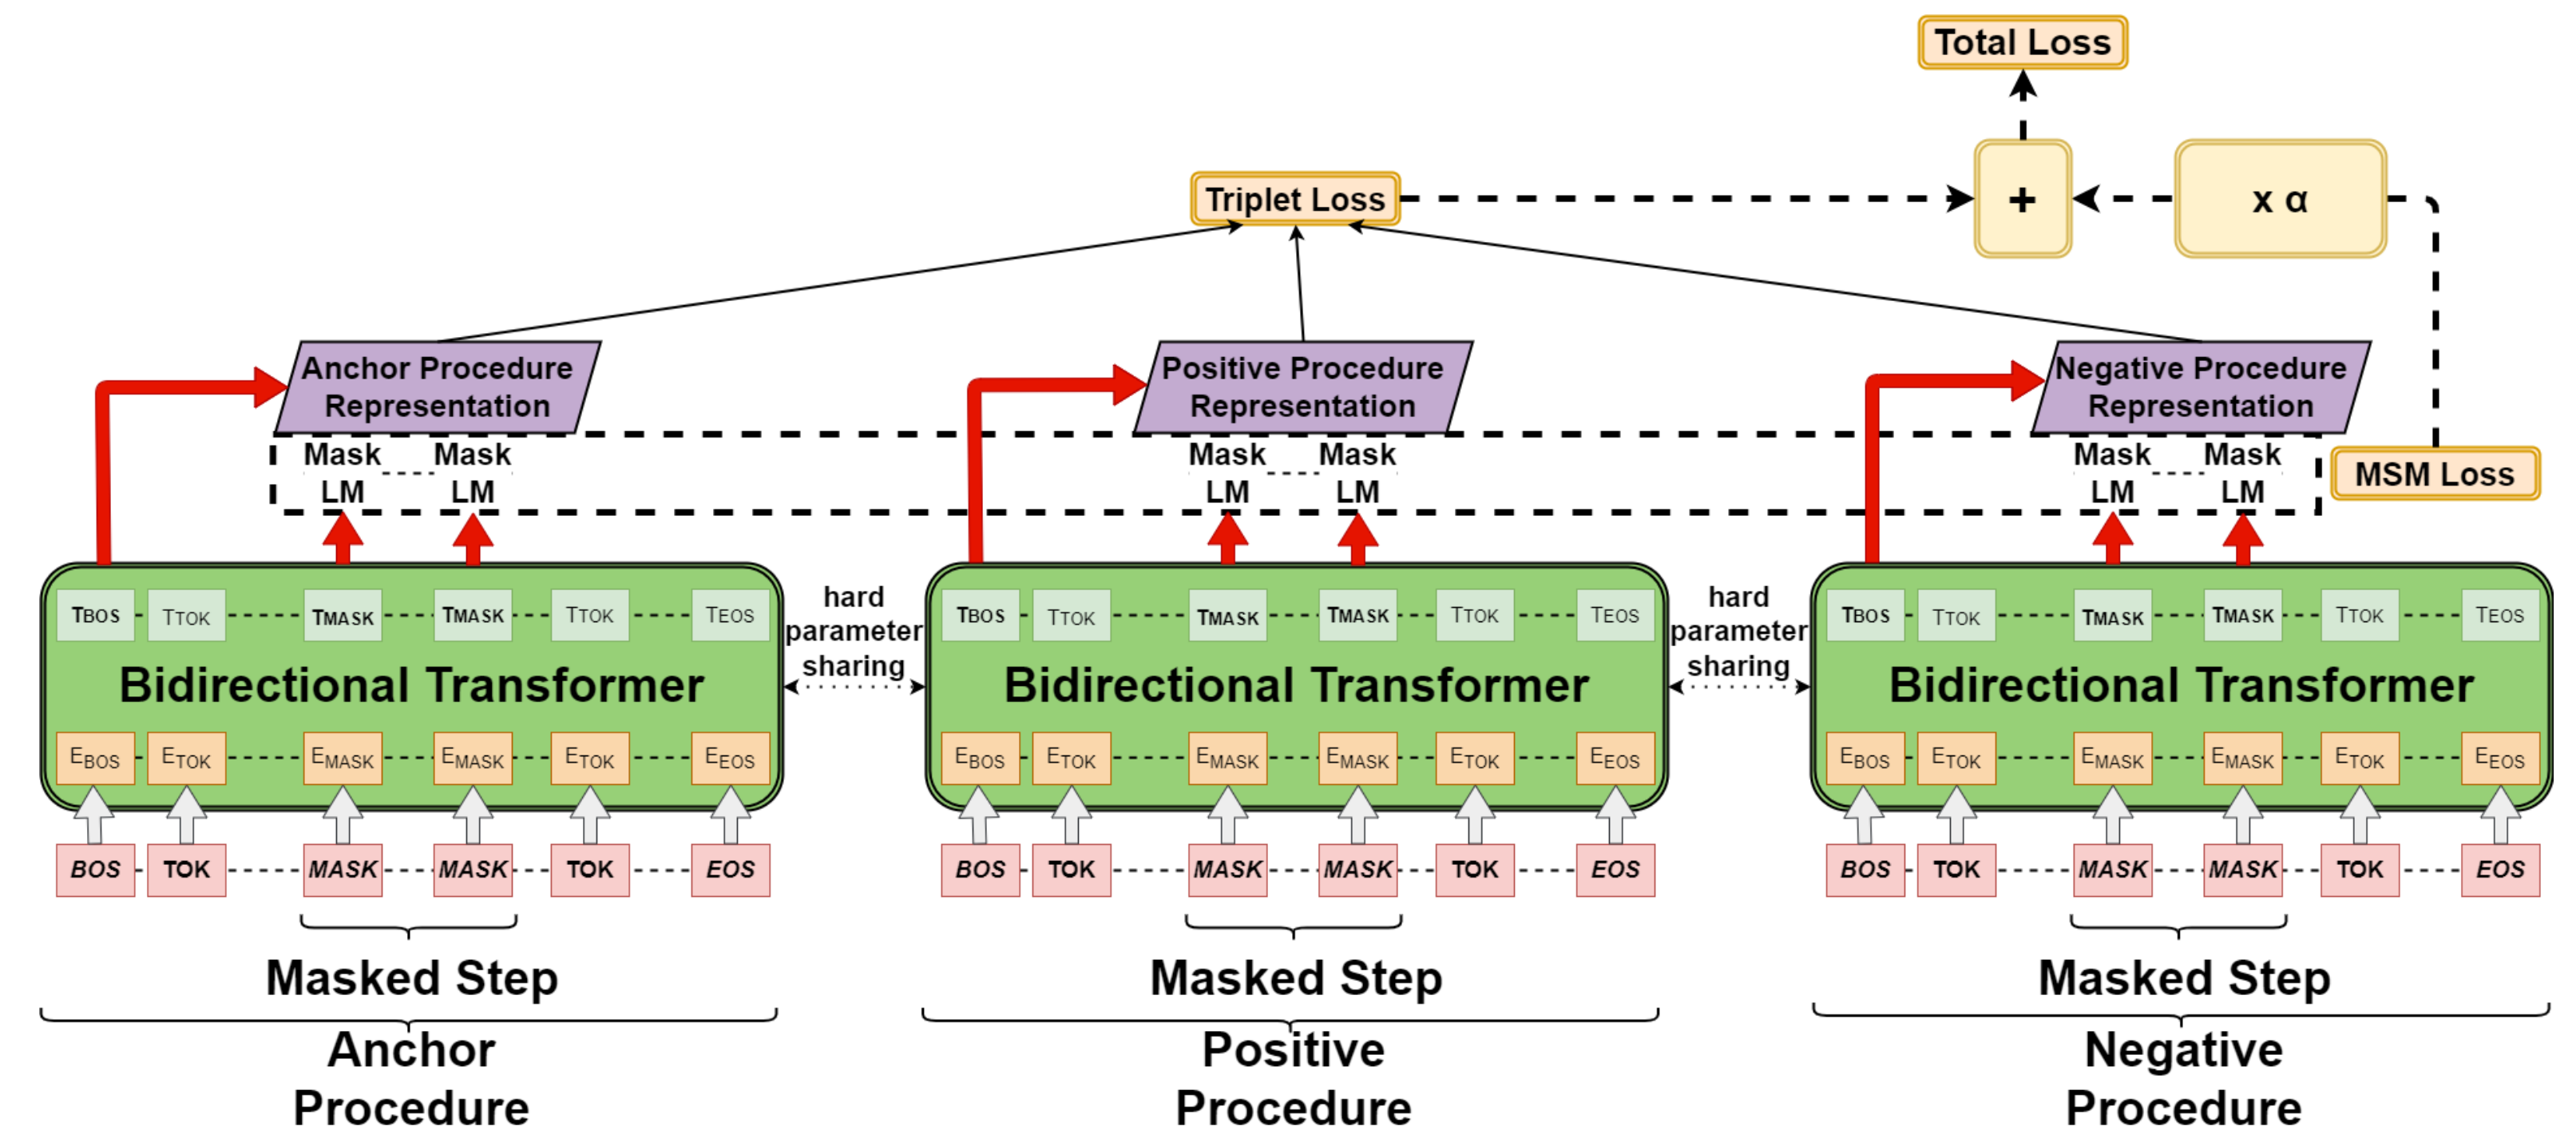 Total Loss
Triplet Loss
+
x α
Anchor Procedure
Representation
Positive Procedure
Representation
Negative Procedure
Representation
Mask Mask
LM LM
Mask Mask
LM LM
Mask Mask
LM LM
MSM Loss
TBOS TTOK TMASK TMASK TTOK TEOS
Bidirectional Transformer
EBOS ETOK EMASK EMASK ETOK EEOS
hard
parameter
sharing
TBOS TTOK TMASK TMASK TTOK TEOS
Bidirectional Transformer
EBOS ETOK EMASK EMASK ETOK EEOS
hard
parameter
sharing
TBOS TTOK TMASK TMASK TTOK TEOS
Bidirectional Transformer
EBOS ETOK EMASK EMASK ETOK EEOS
BOS TOK MASK MASK TOK EOS
BOS TOK MASK MASK TOK EOS
BOS TOK MASK MASK TOK EOS
Masked Step
Anchor
Procedure
Masked Step
Positive
Procedure
Masked Step
Negative
Procedure